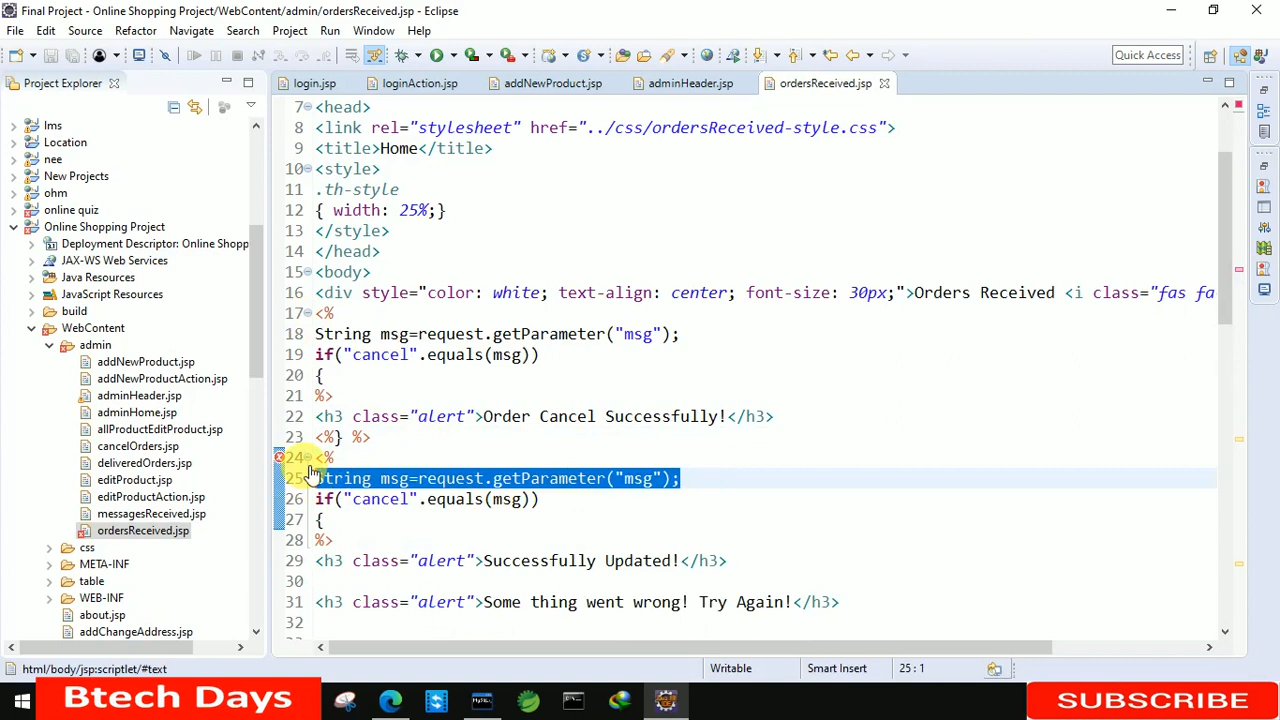 Final Project - Online Shopping Project/WebContent/admin/ordersReceived.jsp - Eclipse
File Edit Source Refactor Navigate Search Project Run Window Help
Quick Access
Project Explorer
login.jsp loginAction.jsp addNewProduct.jsp adminHeader.jsp ordersReceived.jsp
lms
Location
nee
New Projects
ohm
online quiz
Online Shopping Project
Deployment Descriptor: Online Shopp
JAX-WS Web Services
Java Resources
JavaScript Resources
build
WebContent
admin
addNewProduct.jsp
addNewProductAction.jsp
adminHeader.jsp
adminHome.jsp
allProductEditProduct.jsp
cancelOrders.jsp
deliveredOrders.jsp
editProduct.jsp
editProductAction.jsp
messagesReceived.jsp
ordersReceived.jsp
css
META-INF
table
WEB-INF
about.jsp
addChangeAddress.jsp
7 <head>
8 <link rel="stylesheet" href="../css/ordersReceived-style.css">
9 <title>Home</title>
10 <style>
11 .th-style
12 { width: 25%;}
13 </style>
14 </head>
15 <body>
16 <div style="color: white; text-align: center; font-size: 30px;">Orders Received <i class="fas fa
17 <%
18 String msg=request.getParameter("msg");
19 if("cancel".equals(msg))
20 {
21 %>
22 <h3 class="alert">Order Cancel Successfully!</h3>
23 <%} %>
24 <%
25 String msg=request.getParameter("msg");
26 if("cancel".equals(msg))
27 {
28 %>
29 <h3 class="alert">Successfully Updated!</h3>
30
31 <h3 class="alert">Some thing went wrong! Try Again!</h3>
32
html/body/jsp:scriptlet/#text Writable Smart Insert 25 : 1
Btech Days
SUBSCRIBE